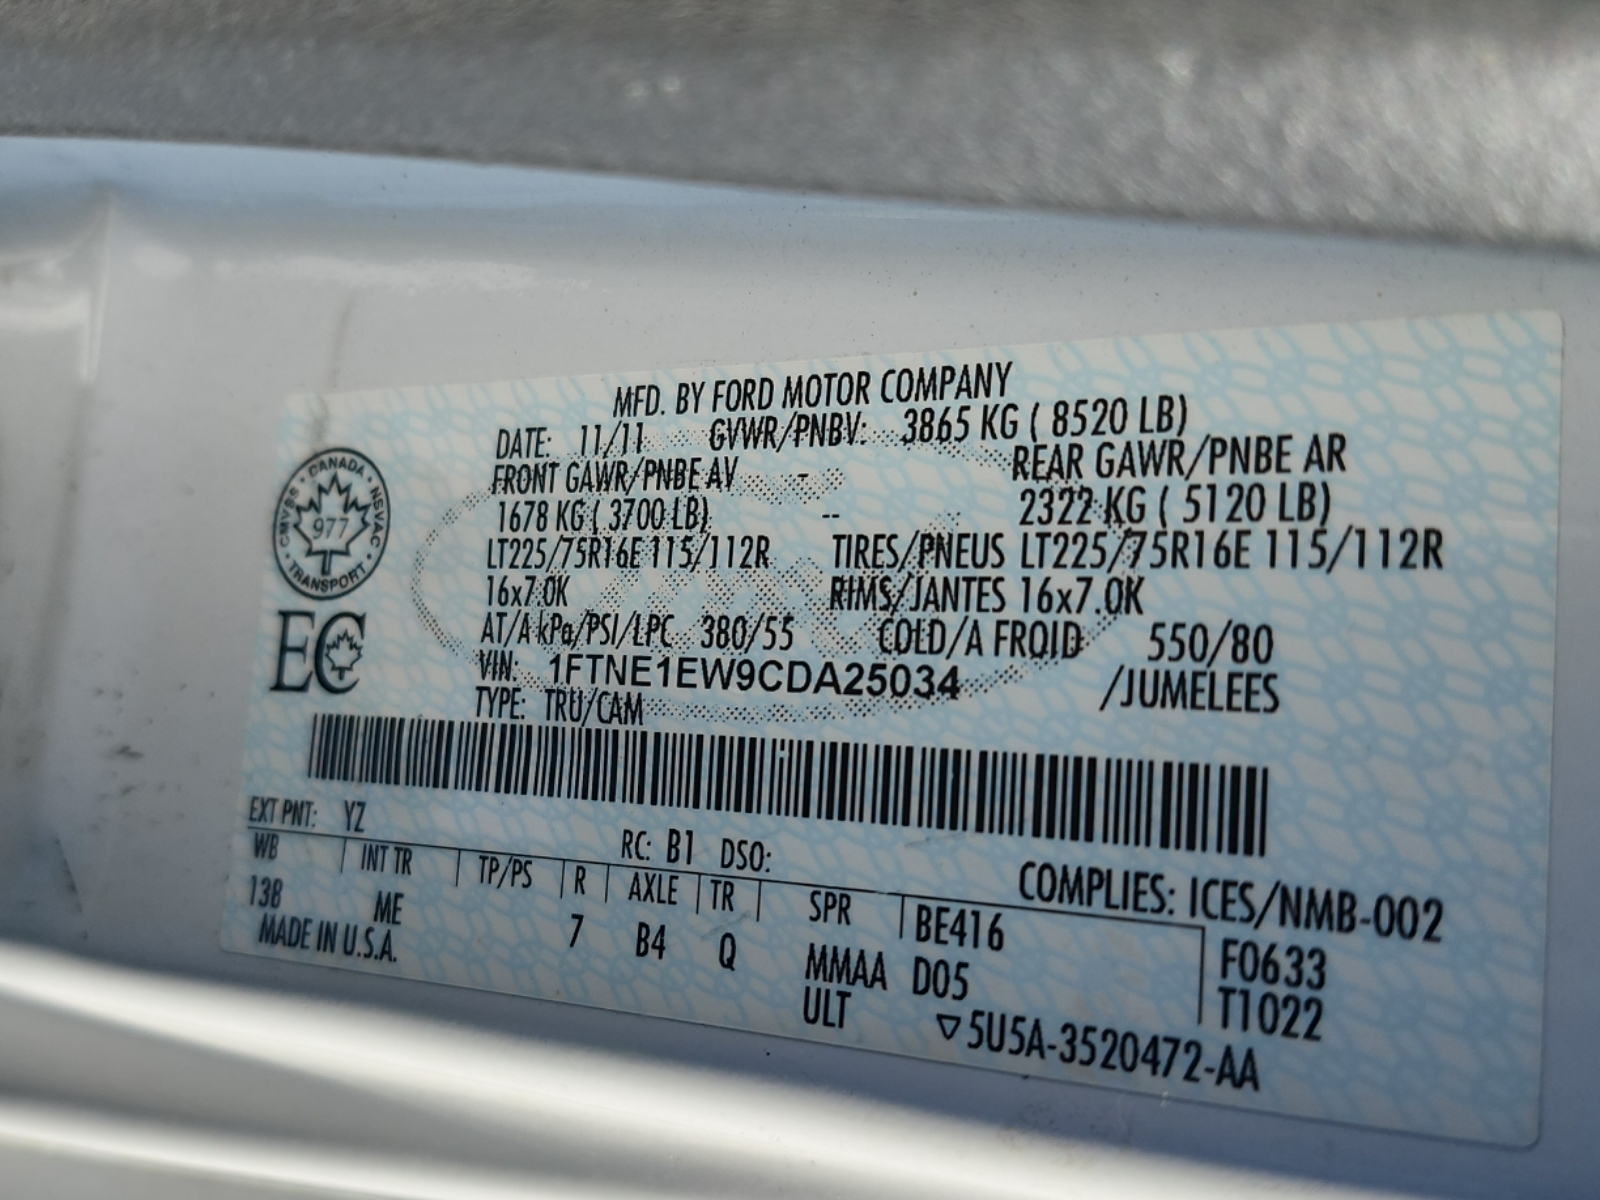 MFD. BY FORD MOTOR COMPANY
DATE: 11/11 GVWR/PNBV: 3865 KG ( 8520 LB)
FRONT GAWR/PNBE AV - REAR GAWR/PNBE AR
1678 KG ( 3700 LB) -- 2322 KG ( 5120 LB)
LT225/75R16E 115/112R TIRES/PNEUS LT225/75R16E 115/112R
16x7.0K RIMS/JANTES 16x7.0K
AT/A kPa/PSI/LPC 380/55 COLD/A FROID 550/80
VIN: 1FTNE1EW9CDA25034 /JUMELEES
TYPE: TRU/CAM
CANADA
CMVSS NSVAC
977
TRANSPORT
EC
EXT PNT: YZ RC: B1 DSO: COMPLIES: ICES/NMB-002
WB INT TR TP/PS R AXLE TR SPR BE416 F0633
138 ME 7 B4 Q MMAA D05 T1022
MADE IN U.S.A. ULT ▽5U5A-3520472-AA